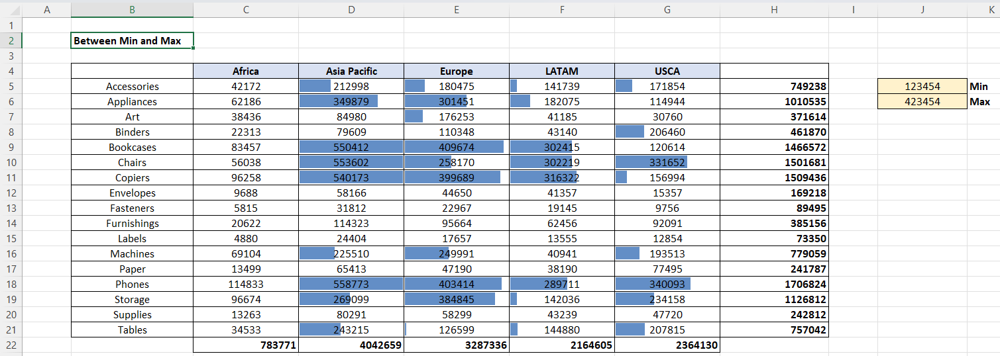 A B C D E F G H I J K
1
2 Between Min and Max
3
4 Africa Asia Pacific Europe LATAM USCA
5 Accessories 42172 212998 180475 141739 171854 749238 123454 Min
6 Appliances 62186 349879 301451 182075 114944 1010535 423454 Max
7 Art 38436 84980 176253 41185 30760 371614
8 Binders 22313 79609 110348 43140 206460 461870
9 Bookcases 83457 550412 409674 302415 120614 1466572
10 Chairs 56038 553602 258170 302219 331652 1501681
11 Copiers 96258 540173 399689 316322 156994 1509436
12 Envelopes 9688 58166 44650 41357 15357 169218
13 Fasteners 5815 31812 22967 19145 9756 89495
14 Furnishings 20622 114323 95664 62456 92091 385156
15 Labels 4880 24404 17657 13555 12854 73350
16 Machines 69104 225510 249991 40941 193513 779059
17 Paper 13499 65413 47190 38190 77495 241787
18 Phones 114833 558773 403414 289711 340093 1706824
19 Storage 96674 269099 384845 142036 234158 1126812
20 Supplies 13263 80291 58299 43239 47720 242812
21 Tables 34533 243215 126599 144880 207815 757042
22 783771 4042659 3287336 2164605 2364130